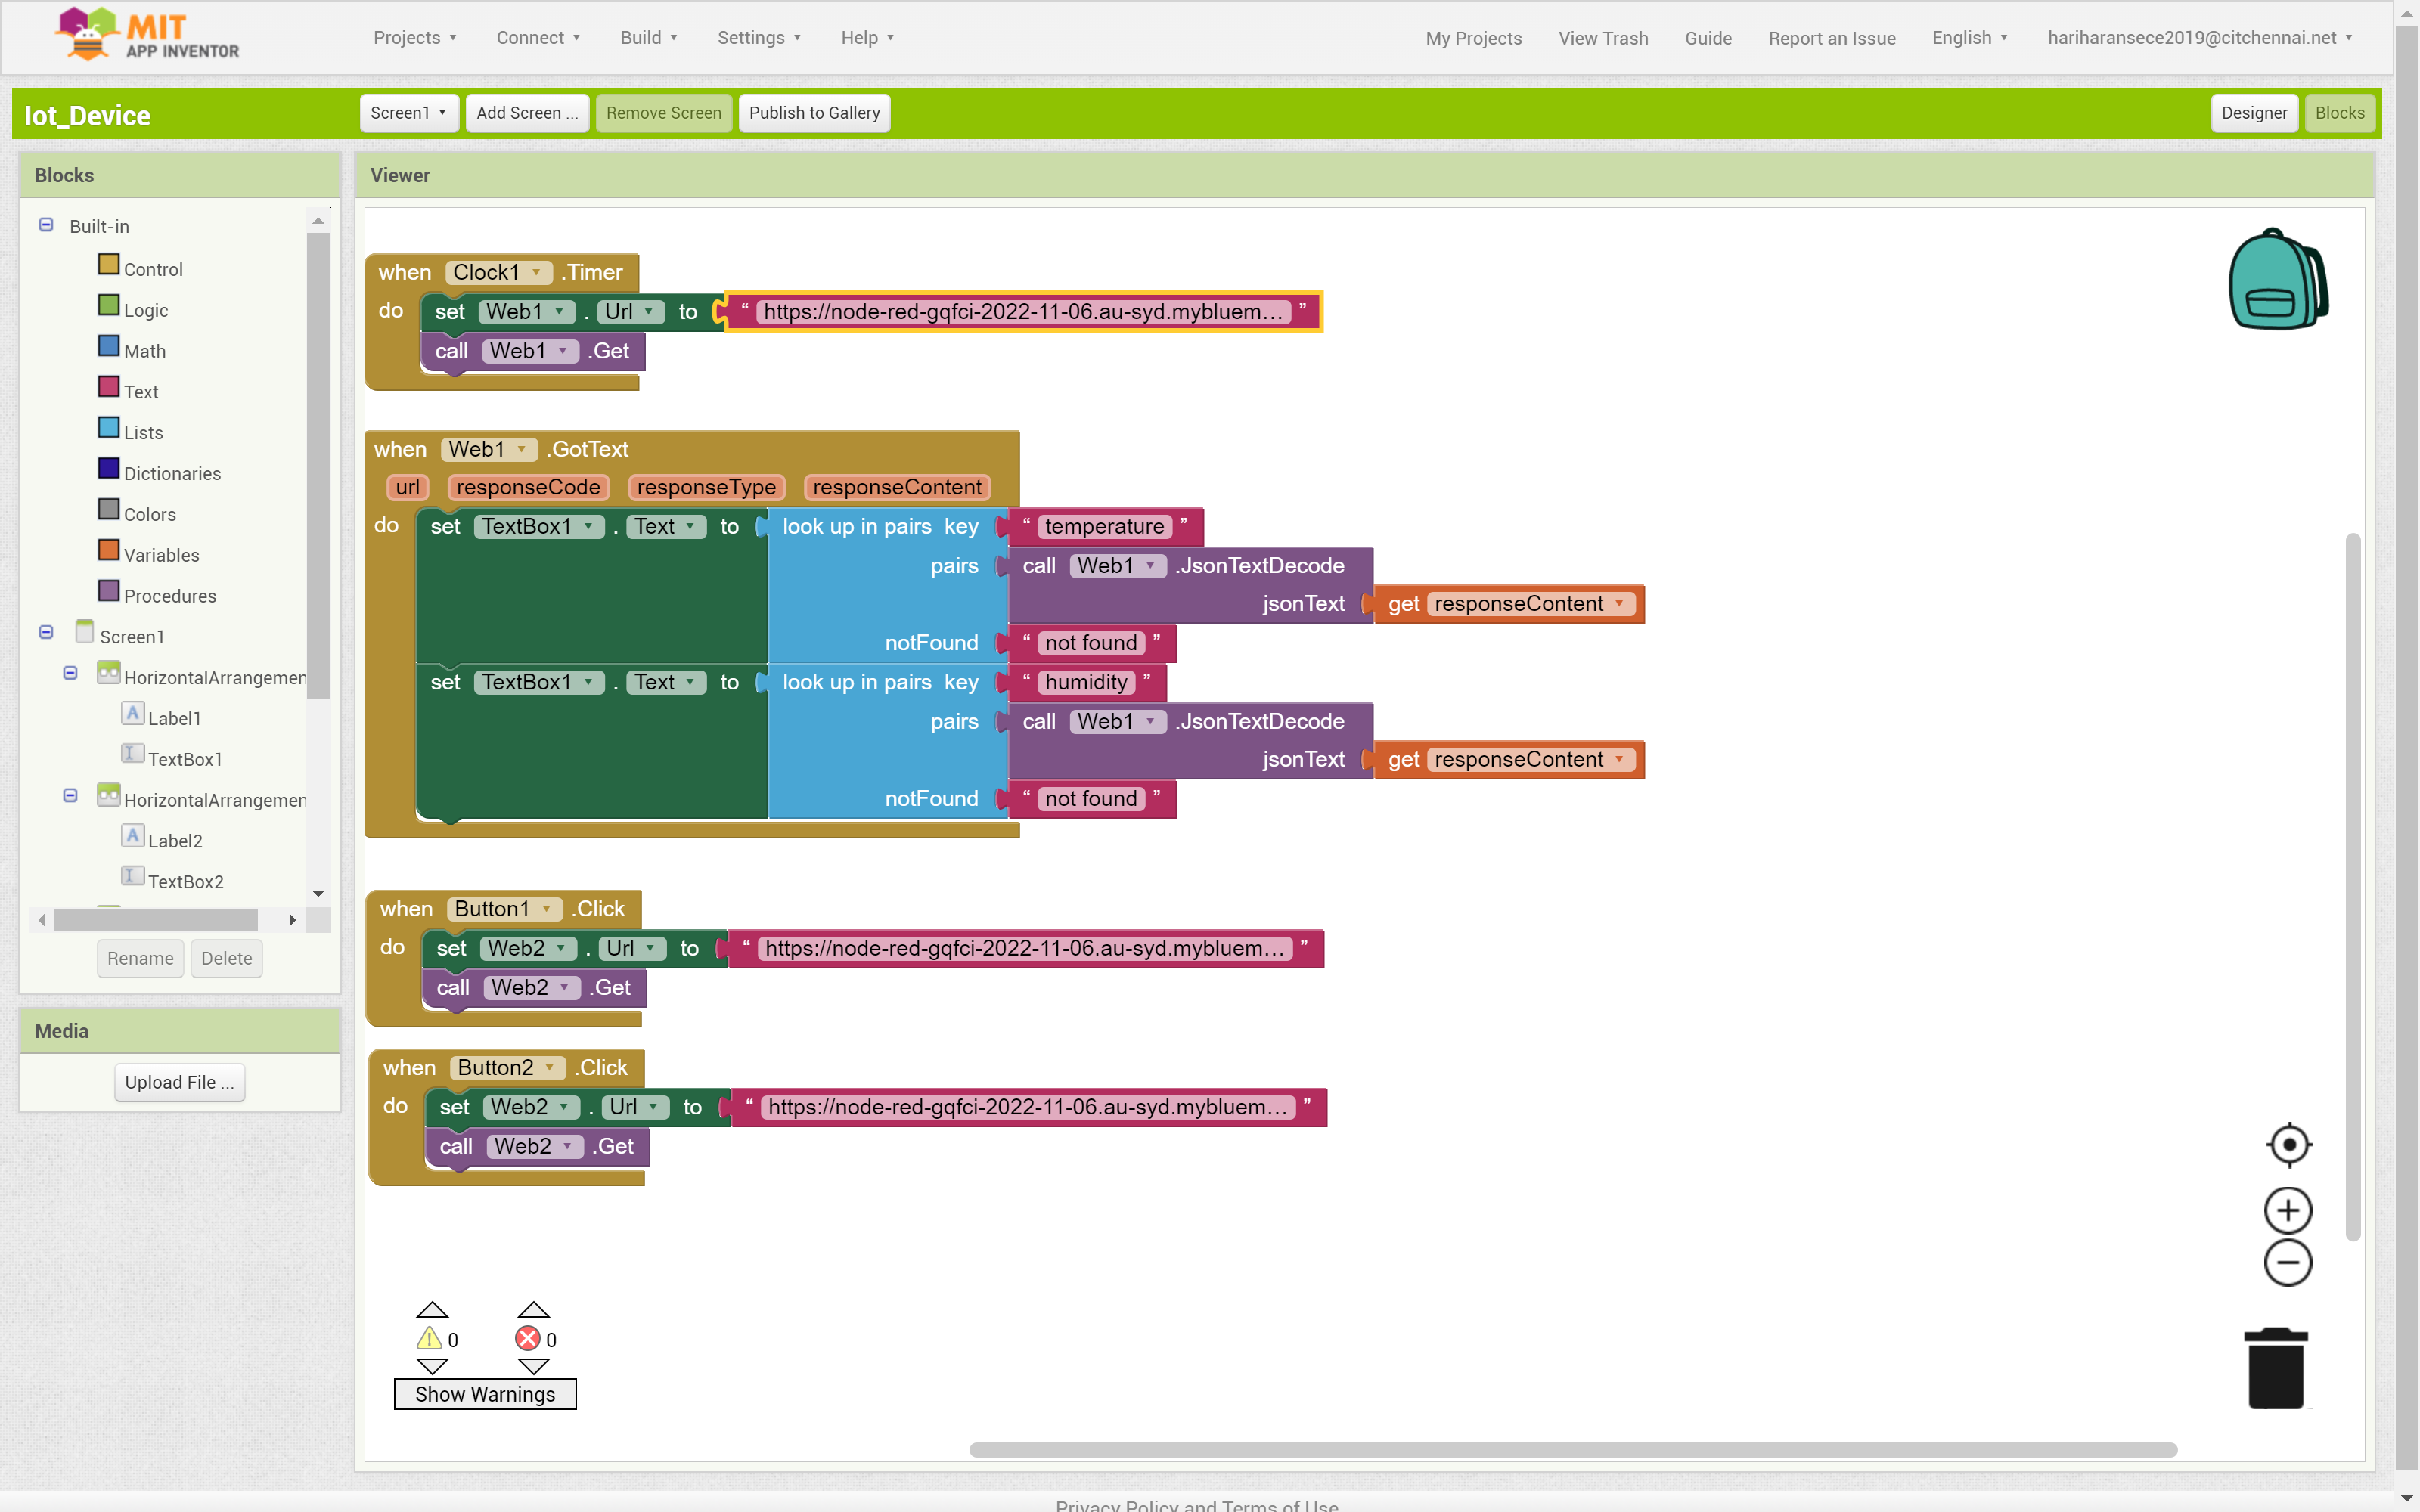 MIT
APP INVENTOR
Projects Connect Build Settings Help My Projects View Trash Guide Report an Issue English hariharansece2019@citchennai.net
Iot_Device Screen1 Add Screen ... Remove Screen Publish to Gallery Designer Blocks
Blocks
Built-in
Control
Logic
Math
Text
Lists
Dictionaries
Colors
Variables
Procedures
Screen1
HorizontalArrangemen
Label1
TextBox1
HorizontalArrangemen
Label2
TextBox2
Rename Delete
Media
Upload File ...
Viewer
when Clock1 .Timer
do set Web1 . Url to “ https://node-red-gqfci-2022-11-06.au-syd.mybluem... ”
call Web1 .Get
when Web1 .GotText
url responseCode responseType responseContent
do set TextBox1 . Text to look up in pairs key “ temperature ”
pairs call Web1 .JsonTextDecode
jsonText get responseContent
notFound “ not found ”
set TextBox1 . Text to look up in pairs key “ humidity ”
pairs call Web1 .JsonTextDecode
jsonText get responseContent
notFound “ not found ”
when Button1 .Click
do set Web2 . Url to “ https://node-red-gqfci-2022-11-06.au-syd.mybluem... ”
call Web2 .Get
when Button2 .Click
do set Web2 . Url to “ https://node-red-gqfci-2022-11-06.au-syd.mybluem... ”
call Web2 .Get
0 0
Show Warnings
Privacy Policy and Terms of Use